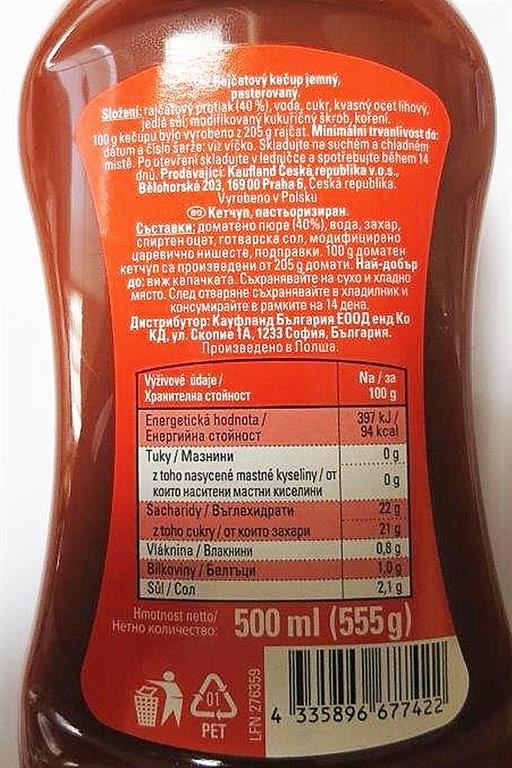 Rajčatový kečup jemný,
pasterovaný.
Složení: rajčatový protlak (40 %), voda, cukr, kvasný ocet lihový,
jedlá sůl, modifikovaný kukuřičný škrob, koření.
100 g kečupu bylo vyrobeno z 205 g rajčat. Minimální trvanlivost do:
datum a číslo šarže: viz víčko. Skladujte na suchém a chladném
místě. Po otevření skladujte v ledničce a spotřebujte během 14
dnů. Prodávající: Kaufland Česká republika v.o.s.,
Bělohorská 203, 169 00 Praha 6, Česká republika.
Vyrobeno v Polsku
BG Кетчуп, пастьоризиран.
Съставки: доматено пюре (40%), вода, захар,
спиртен оцет, готварска сол, модифицирано
царевично нишесте, подправки. 100 g доматен
кетчуп са произведени от 205 g домати. Най-добър
до: виж капачката. Съхранявайте на сухо и хладно
място. След отваряне съхранявайте в хладилник и
консумирайте в рамките на 14 дена.
Дистрибутор: Кауфланд България ЕООД енд Ко
КД, ул. Скопие 1А, 1233 София, България.
Произведено в Полша.
Výživové údaje / Na / за
Хранителна стойност 100 g
Energetická hodnota / 397 kJ /
Енергийна стойност 94 kcal
Tuky / Мазнини 0 g
z toho nasycené mastné kyseliny / от
които наситени мастни киселини 0 g
Sacharidy / Въглехидрати 22 g
z toho cukry / от които захари 21 g
Vláknina / Влакнини 0,8 g
Bílkoviny / Белтъци 1,0 g
Sůl / Сол 2,1 g
Hmotnost netto/
Нетно количество: 500 ml (555 g)
01
PET
LFN 276359
4 335896 677422